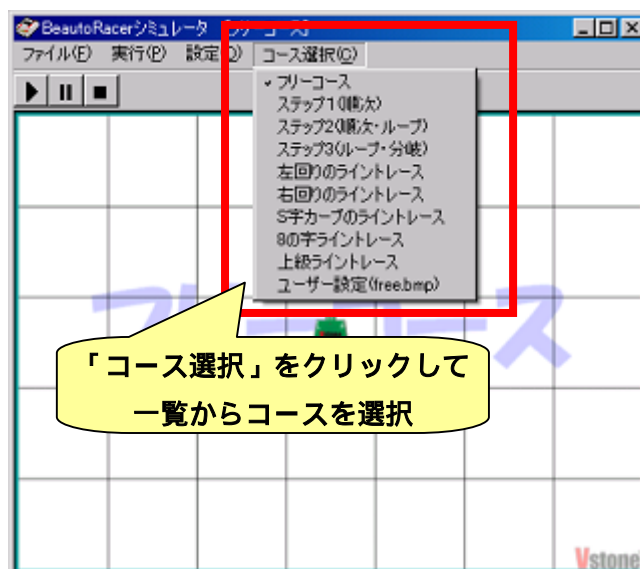 BeautoRacerシミュレータ
ファイル(F) 実行(P) 設定(O) コース選択(C)
フリーコース
ステップ1(順次)
ステップ2(順次・ループ)
ステップ3(ループ・分岐)
左回りのライントレース
右回りのライントレース
S字カーブのライントレース
8の字ライントレース
上級ライントレース
ユーザー設定(free.bmp)
フリーコース
「コース選択」をクリックして
一覧からコースを選択
Vstone